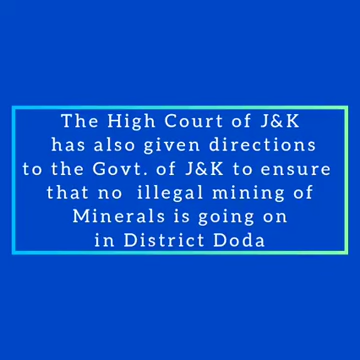 The High Court of J&K
has also given directions
to the Govt. of J&K to ensure
that no illegal mining of
Minerals is going on
in District Doda